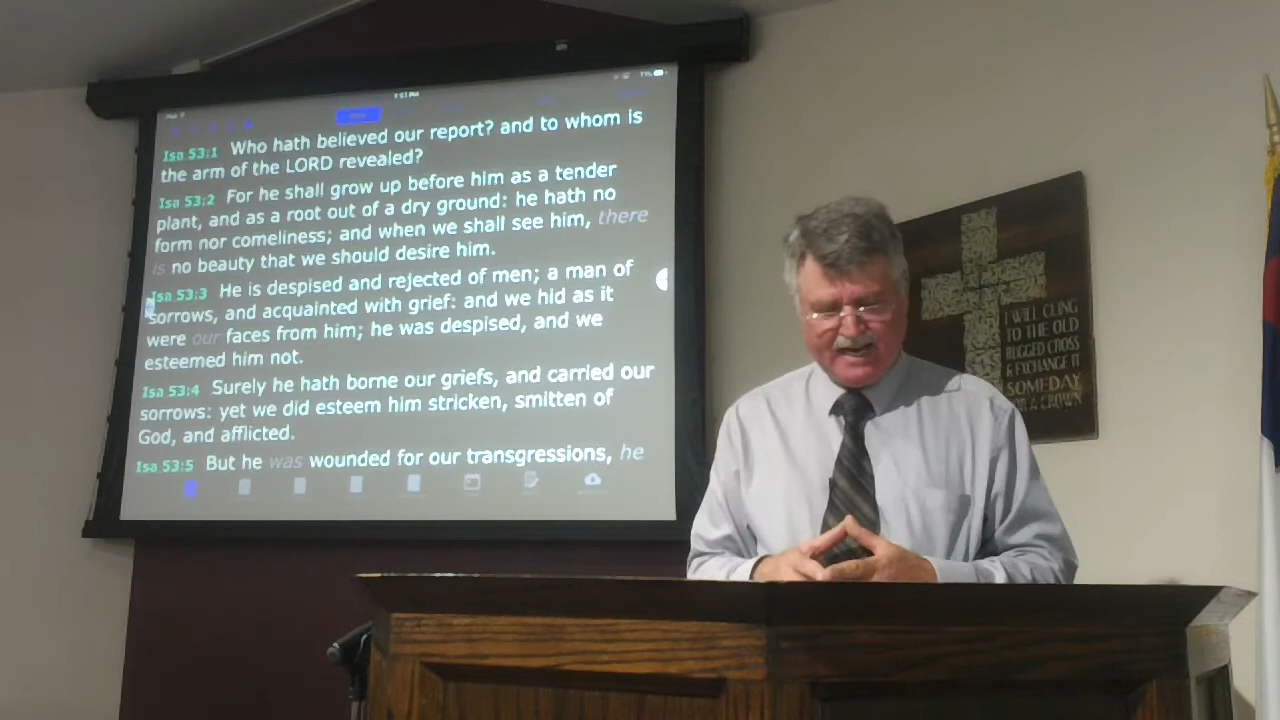 Isa 53:1 Who hath believed our report? and to whom is
the arm of the LORD revealed?
Isa 53:2 For he shall grow up before him as a tender
plant, and as a root out of a dry ground: he hath no
form nor comeliness; and when we shall see him, there
is no beauty that we should desire him.
Isa 53:3 He is despised and rejected of men; a man of
sorrows, and acquainted with grief: and we hid as it
were our faces from him; he was despised, and we
esteemed him not.
Isa 53:4 Surely he hath borne our griefs, and carried our
sorrows: yet we did esteem him stricken, smitten of
God, and afflicted.
Isa 53:5 But he was wounded for our transgressions, he
I WILL CLING
TO THE OLD
RUGGED CROSS
& EXCHANGE IT
SOMEDAY
FOR A CROWN